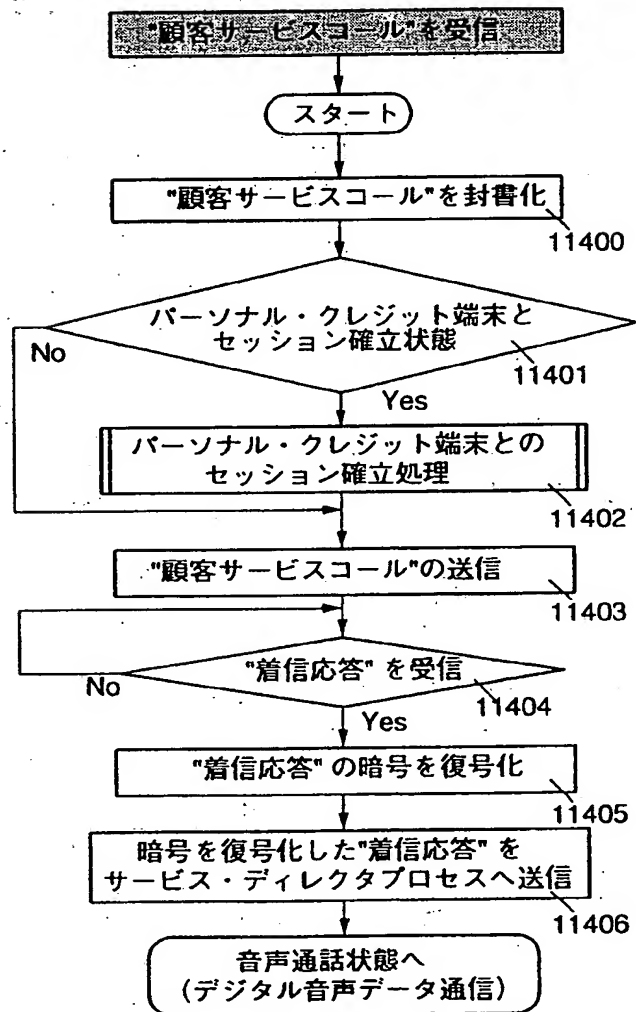 "顧客サービスコール"を受信
スタート
"顧客サービスコール"を封書化
11400
パーソナル・クレジット端末と
セッション確立状態
No
11401
Yes
パーソナル・クレジット端末との
セッション確立処理
11402
"顧客サービスコール"の送信
11403
"着信応答"を受信
No
11404
Yes
"着信応答"の暗号を復号化
11405
暗号を復号化した"着信応答"を
サービス・ディレクタプロセスへ送信
11406
音声通話状態へ
(デジタル音声データ通信)